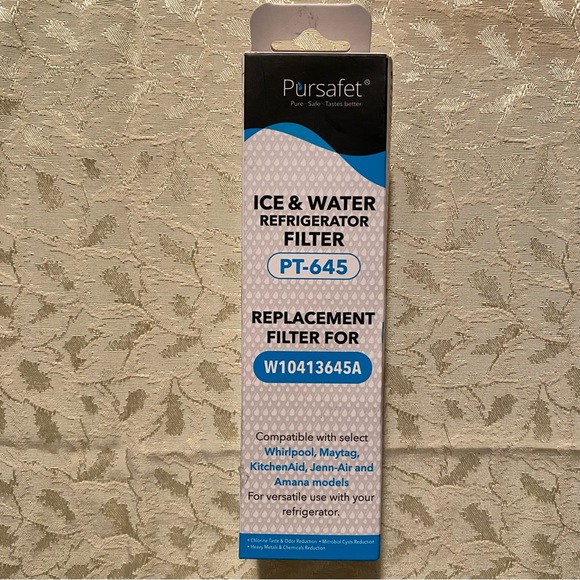 Pursafet®
Pure · Safe · Tastes better
ICE & WATER
REFRIGERATOR
FILTER
PT-645
REPLACEMENT
FILTER FOR
W10413645A
Compatible with select
Whirlpool, Maytag,
KitchenAid, Jenn-Air and
Amana models
For versatile use with your
refrigerator.
• Chlorine Taste & Odor Reduction • Microbial Cysts Reduction
• Heavy Metals & Chemicals Reduction